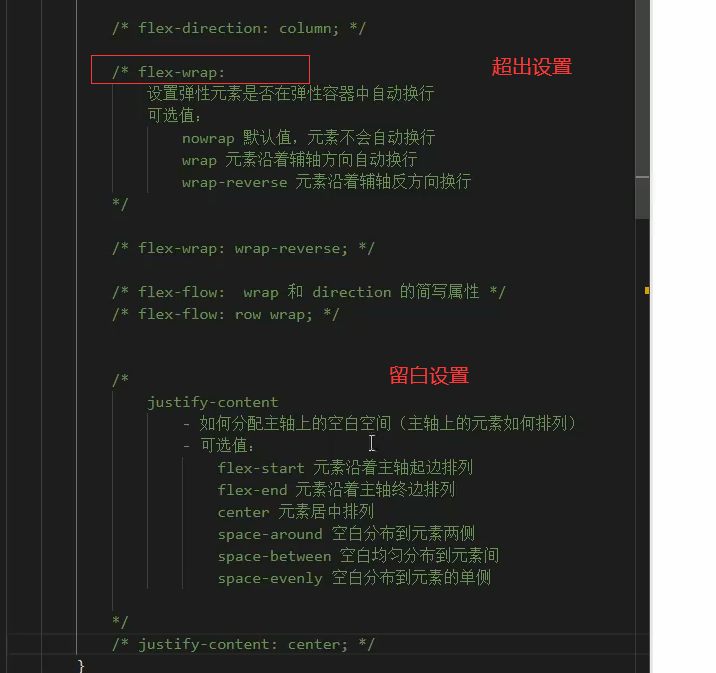 /* flex-direction: column; */
/* flex-wrap:
超出设置
设置弹性元素是否在弹性容器中自动换行
可选值:
nowrap 默认值，元素不会自动换行
wrap 元素沿着辅轴方向自动换行
wrap-reverse 元素沿着辅轴反方向换行
*/
/* flex-wrap: wrap-reverse; */
/* flex-flow:  wrap 和 direction 的简写属性 */
/* flex-flow: row wrap; */
/*
留白设置
justify-content
- 如何分配主轴上的空白空间（主轴上的元素如何排列）
- 可选值:
flex-start 元素沿着主轴起边排列
flex-end 元素沿着主轴终边排列
center 元素居中排列
space-around 空白分布到元素两侧
space-between 空白均匀分布到元素间
space-evenly 空白分布到元素的单侧
*/
/* justify-content: center; */
}